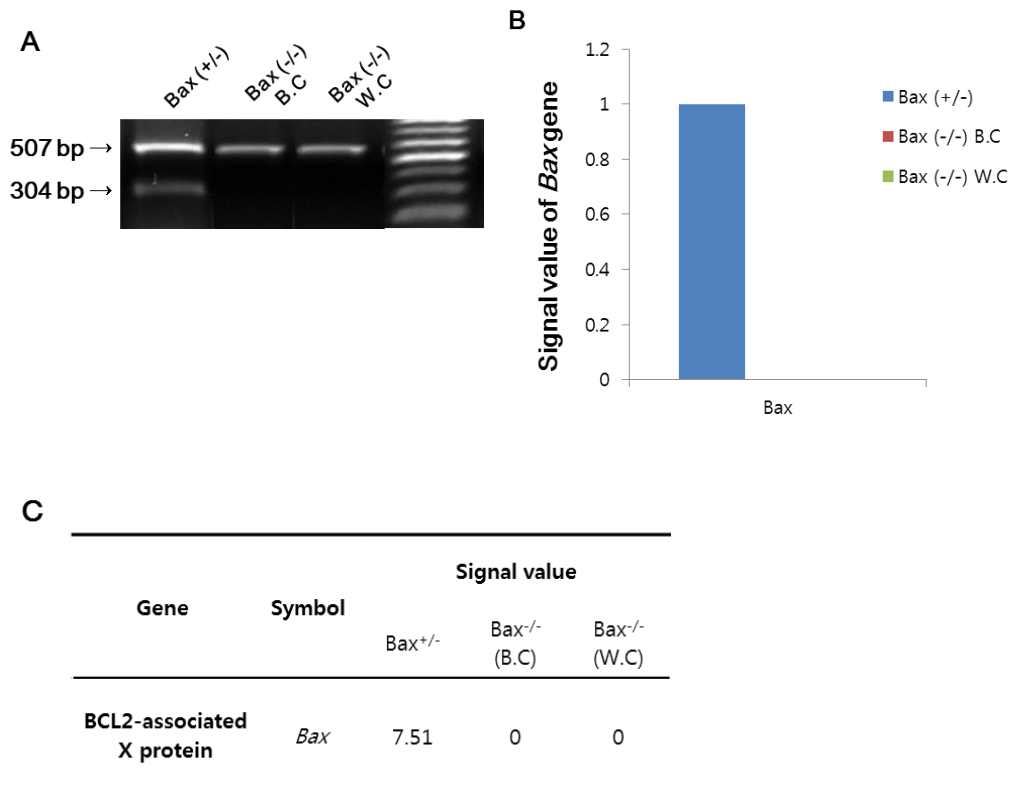 A
Bax (+/-)
Bax (-/-)
B.C
Bax (-/-)
W.C
507 bp →
304 bp →
B
Signal value of Bax gene
1.2
1
0.8
0.6
0.4
0.2
0
Bax
Bax (+/-)
Bax (-/-) B.C
Bax (-/-) W.C
C
Signal value
Gene
Symbol
Bax+/-
Bax-/-
(B.C)
Bax-/-
(W.C)
BCL2-associated
X protein
Bax
7.51
0
0